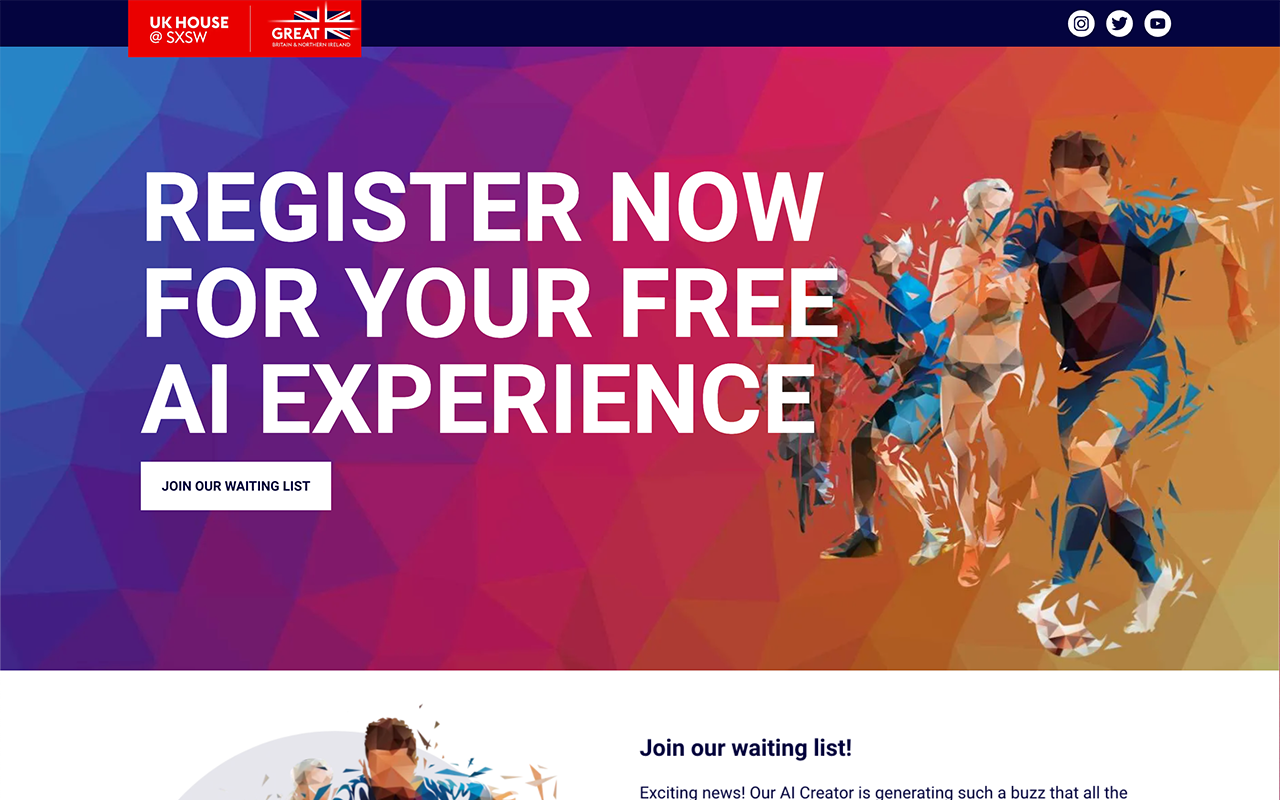 UK HOUSE
@ SXSW
GREAT
BRITAIN & NORTHERN IRELAND
REGISTER NOW
FOR YOUR FREE
AI EXPERIENCE
JOIN OUR WAITING LIST
Join our waiting list!
Exciting news! Our AI Creator is generating such a buzz that all the